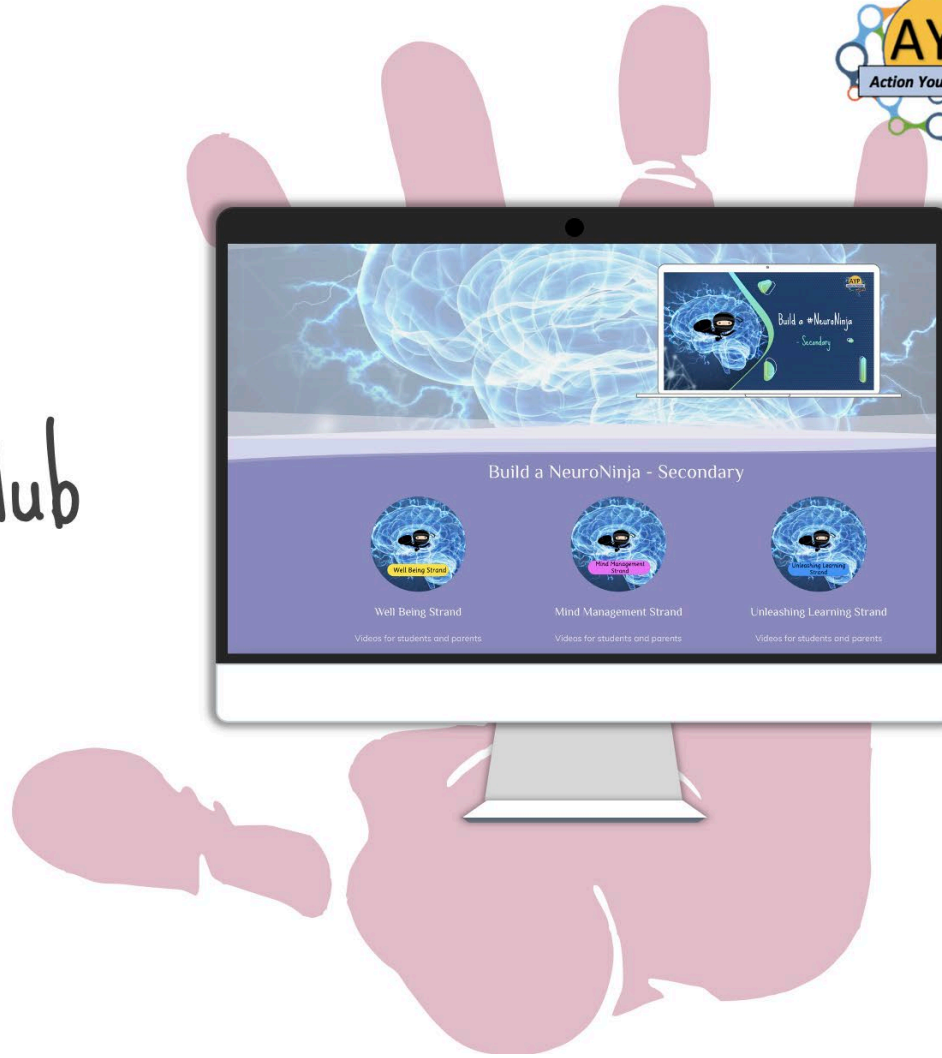 AY
Action You
lub
AYP
Build a #NeuroNinja
- Secondary
Build a NeuroNinja - Secondary
Well Being Strand
Mind Management
Strand
Unleashing Learning
Strand
Well Being Strand
Mind Management Strand
Unleashing Learning Strand
Videos for students and parents
Videos for students and parents
Videos for students and parents